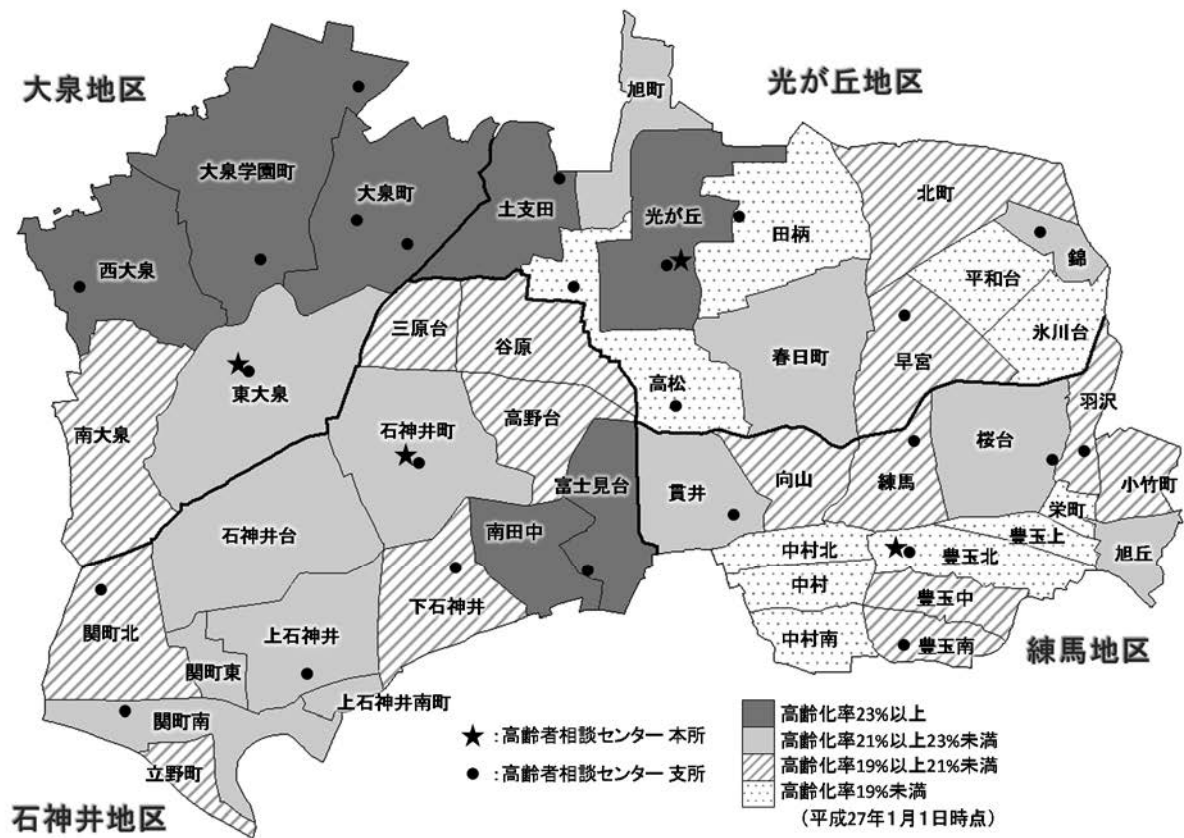 大泉地区
光が丘地区
旭町
大泉学園町
大泉町
土支田
光が丘
田柄
北町
錦
西大泉
平和台
氷川台
三原台
谷原
春日町
早宮
東大泉
高松
羽沢
南大泉
石神井町
高野台
富士見台
貫井
向山
練馬
桜台
小竹町
栄町
石神井台
南田中
中村北
豊玉上
豊玉北
旭丘
下石神井
中村
豊玉中
関町北
上石神井
中村南
豊玉南
練馬地区
関町東
上石神井南町
関町南
立野町
石神井地区
★ :高齢者相談センター 本所
● :高齢者相談センター 支所
高齢化率23%以上
高齢化率21%以上23%未満
高齢化率19%以上21%未満
高齢化率19%未満
(平成27年1月1日時点)